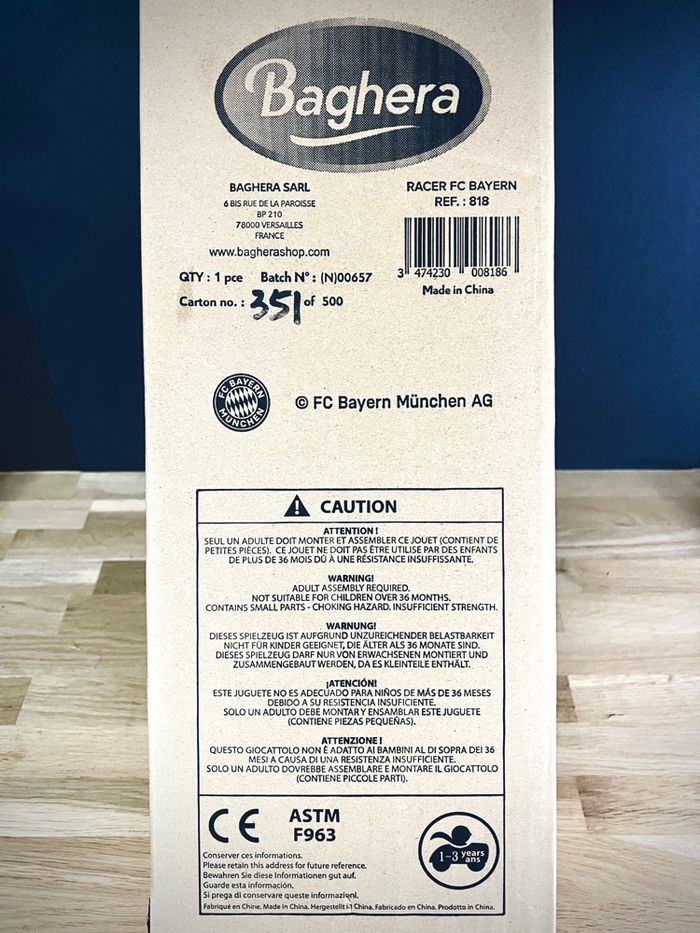 Baghera
BAGHERA SARL
6 BIS RUE DE LA PAROISSE
BP 210
78000 VERSAILLES
FRANCE
www.bagherashop.com
RACER FC BAYERN
REF. : 818
3 474230 008186
Made in China
QTY : 1 pce Batch N° : (N)00657
Carton no. : 351 of 500
FC BAYERN
MÜNCHEN
© FC Bayern München AG
CAUTION
ATTENTION !
SEUL UN ADULTE DOIT MONTER ET ASSEMBLER CE JOUET (CONTIENT DE
PETITES PIÈCES). CE JOUET NE DOIT PAS ÊTRE UTILISE PAR DES ENFANTS
DE PLUS DE 36 MOIS DÛ À UNE RÉSISTANCE INSUFFISANTE.
WARNING!
ADULT ASSEMBLY REQUIRED.
NOT SUITABLE FOR CHILDREN OVER 36 MONTHS.
CONTAINS SMALL PARTS - CHOKING HAZARD. INSUFFICIENT STRENGTH.
WARNUNG!
DIESES SPIELZEUG IST AUFGRUND UNZUREICHENDER BELASTBARKEIT
NICHT FÜR KINDER GEEIGNET, DIE ÄLTER ALS 36 MONATE SIND.
DIESES SPIELZEUG DARF NUR VON ERWACHSENEN MONTIERT UND
ZUSAMMENGEBAUT WERDEN, DA ES KLEINTEILE ENTHÄLT.
¡ATENCIÓN!
ESTE JUGUETE NO ES ADECUADO PARA NIÑOS DE MÁS DE 36 MESES
DEBIDO A SU RESISTENCIA INSUFICIENTE.
SOLO UN ADULTO DEBE MONTAR Y ENSAMBLAR ESTE JUGUETE
(CONTIENE PIEZAS PEQUEÑAS).
ATTENZIONE !
QUESTO GIOCATTOLO NON È ADATTO AI BAMBINI AL DI SOPRA DEI 36
MESI A CAUSA DI UNA RESISTENZA INSUFFICIENTE.
SOLO UN ADULTO DOVREBBE ASSEMBLARE E MONTARE IL GIOCATTOLO
(CONTIENE PICCOLE PARTI).
CE
ASTM
F963
1-3 years
ans
Conserver ces informations.
Please retain this address for future reference.
Bewahren Sie diese Informationen gut auf.
Guarde esta información.
Si prega di conservare queste informazioni.
Fabriqué en Chine. Made in China. Hergestellt in China. Fabricado en China. Prodotto in China.